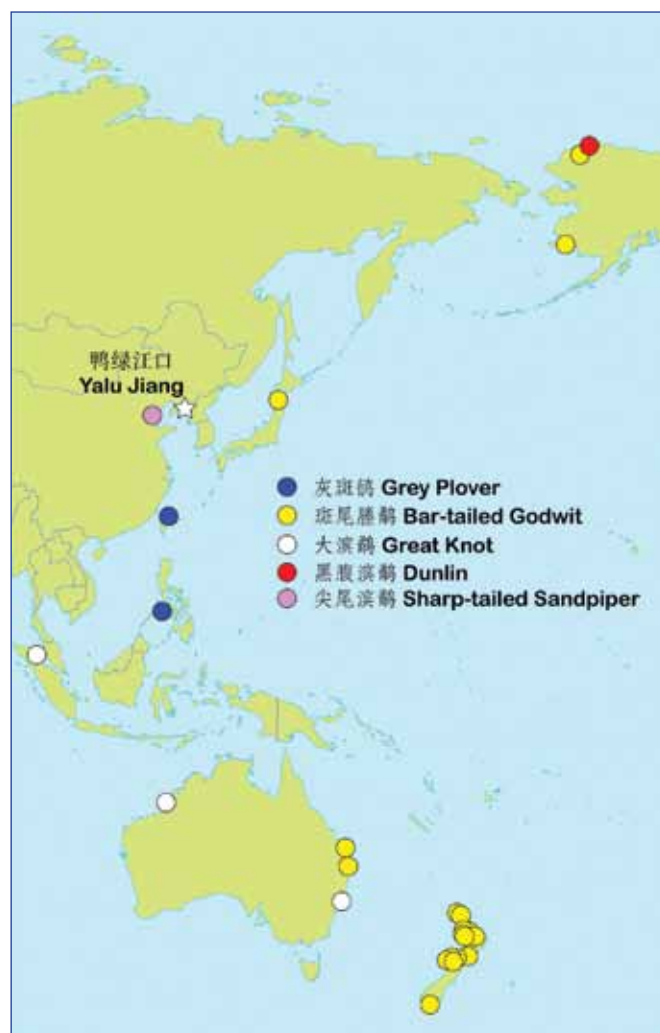 鸭绿江口
Yalu Jiang
灰斑鸻 Grey Plover
斑尾塍鹬 Bar-tailed Godwit
大滨鹬 Great Knot
黑腹滨鹬 Dunlin
尖尾滨鹬 Sharp-tailed Sandpiper